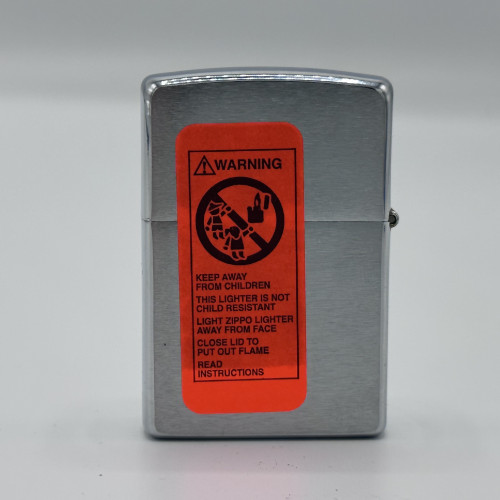 WARNING
KEEP AWAY
FROM CHILDREN
THIS LIGHTER IS NOT
CHILD RESISTANT
LIGHT ZIPPO LIGHTER
AWAY FROM FACE
CLOSE LID TO
PUT OUT FLAME
READ
INSTRUCTIONS